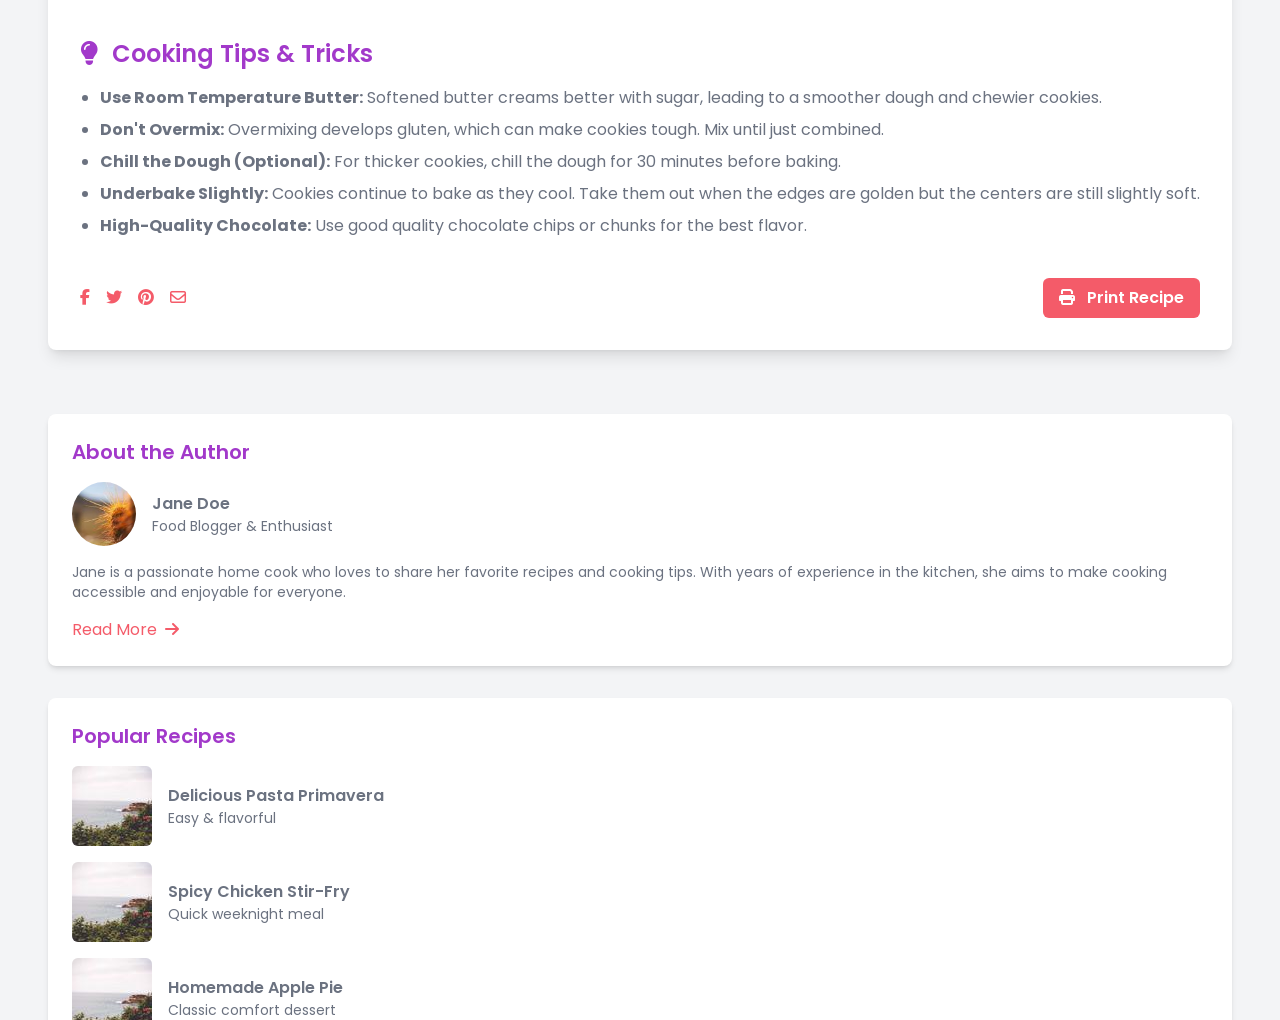 Cooking Tips & Tricks
Use Room Temperature Butter: Softened butter creams better with sugar, leading to a smoother dough and chewier cookies.
Don't Overmix: Overmixing develops gluten, which can make cookies tough. Mix until just combined.
Chill the Dough (Optional): For thicker cookies, chill the dough for 30 minutes before baking.
Underbake Slightly: Cookies continue to bake as they cool. Take them out when the edges are golden but the centers are still slightly soft.
High-Quality Chocolate: Use good quality chocolate chips or chunks for the best flavor.
Print Recipe
About the Author
Jane Doe
Food Blogger & Enthusiast
Jane is a passionate home cook who loves to share her favorite recipes and cooking tips. With years of experience in the kitchen, she aims to make cooking
accessible and enjoyable for everyone.
Read More
Popular Recipes
Delicious Pasta Primavera
Easy & flavorful
Spicy Chicken Stir-Fry
Quick weeknight meal
Homemade Apple Pie
Classic comfort dessert